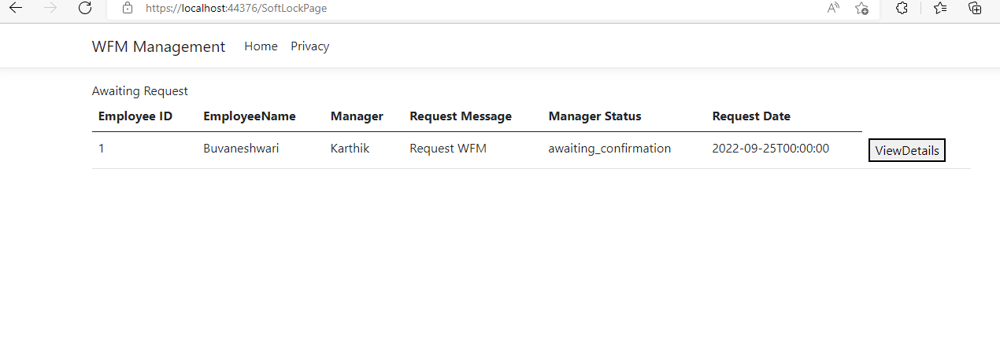 https://localhost:44376/SoftLockPage
WFM Management Home Privacy
Awaiting Request
Employee ID EmployeeName Manager Request Message Manager Status Request Date
1 Buvaneshwari Karthik Request WFM awaiting_confirmation 2022-09-25T00:00:00 ViewDetails